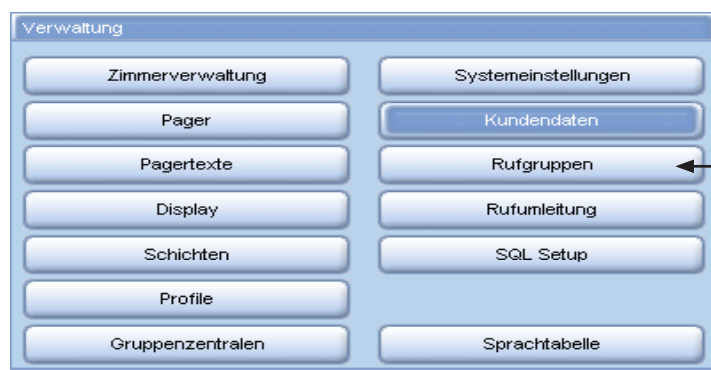 Verwaltung
Zimmerverwaltung
Systemeinstellungen
Pager
Kundendaten
Pagertexte
Rufgruppen
Display
Rufumleitung
Schichten
SQL Setup
Profile
Gruppenzentralen
Sprachtabelle